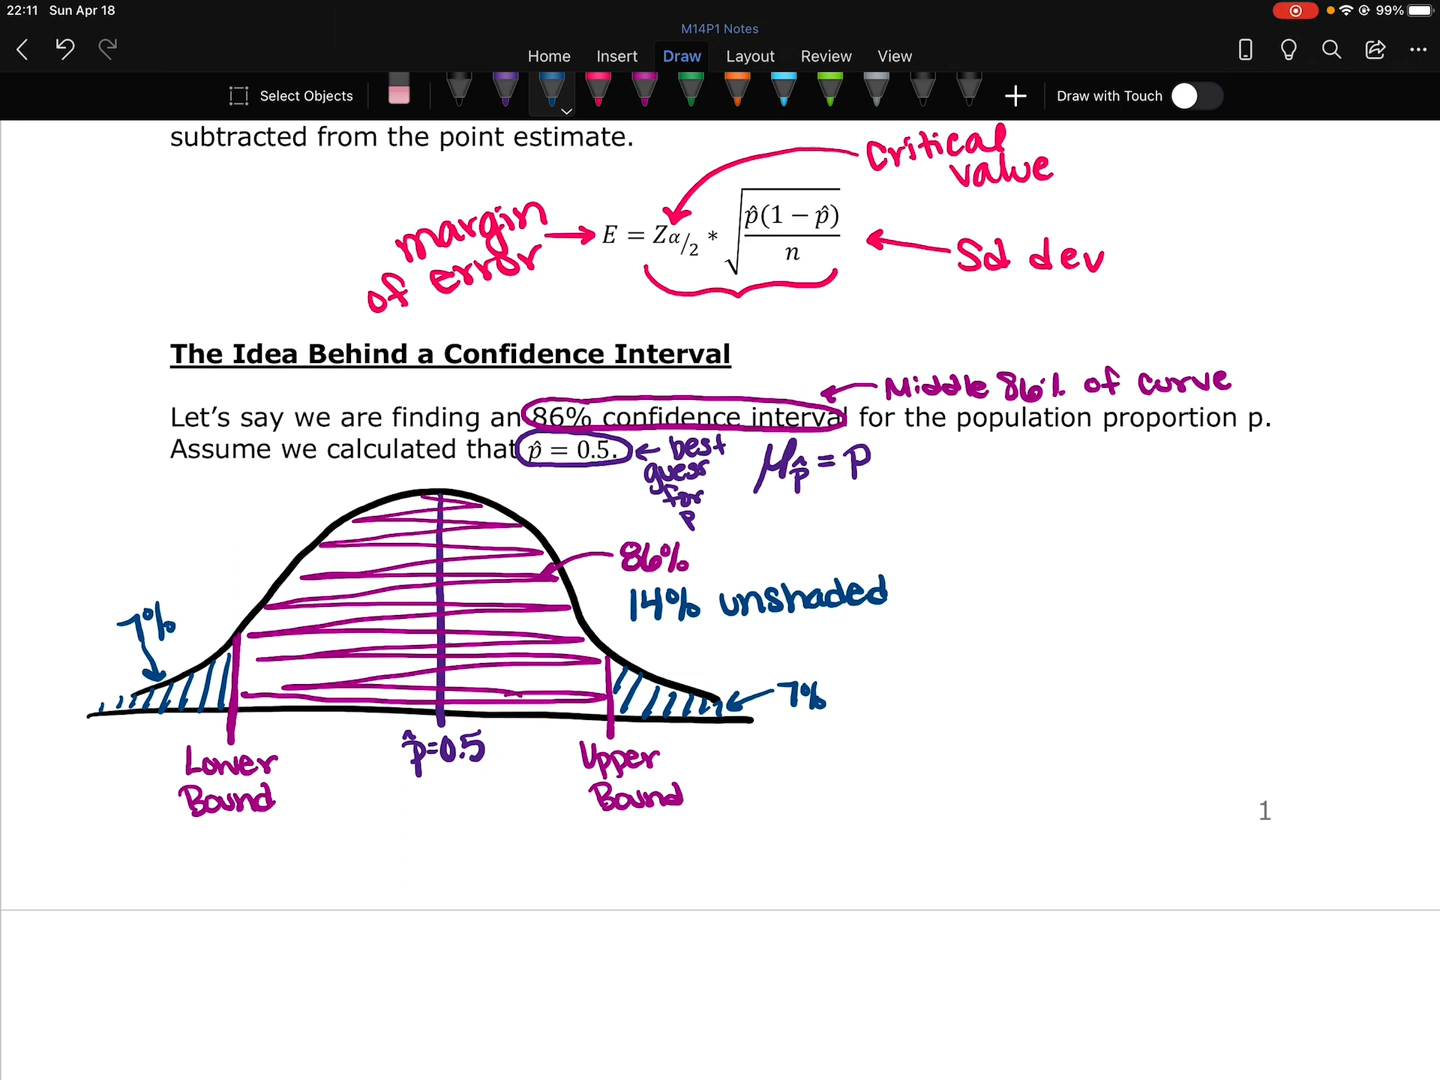 22:11 Sun Apr 18
99%
M14P1 Notes
Home Insert Draw Layout Review View
Select Objects
Draw with Touch
subtracted from the point estimate.
Critical
value
margin
of error
E = Zα/2 * √(p̂(1 − p̂)/n)
Sd dev
The Idea Behind a Confidence Interval
Middle 86% of curve
Let's say we are finding an 86% confidence interval for the population proportion p.
Assume we calculated that p̂ = 0.5.
best
guess
for
p
μp̂ = p
86%
14% unshaded
7%
7%
Lower
Bound
p̂=0.5
Upper
Bound
1